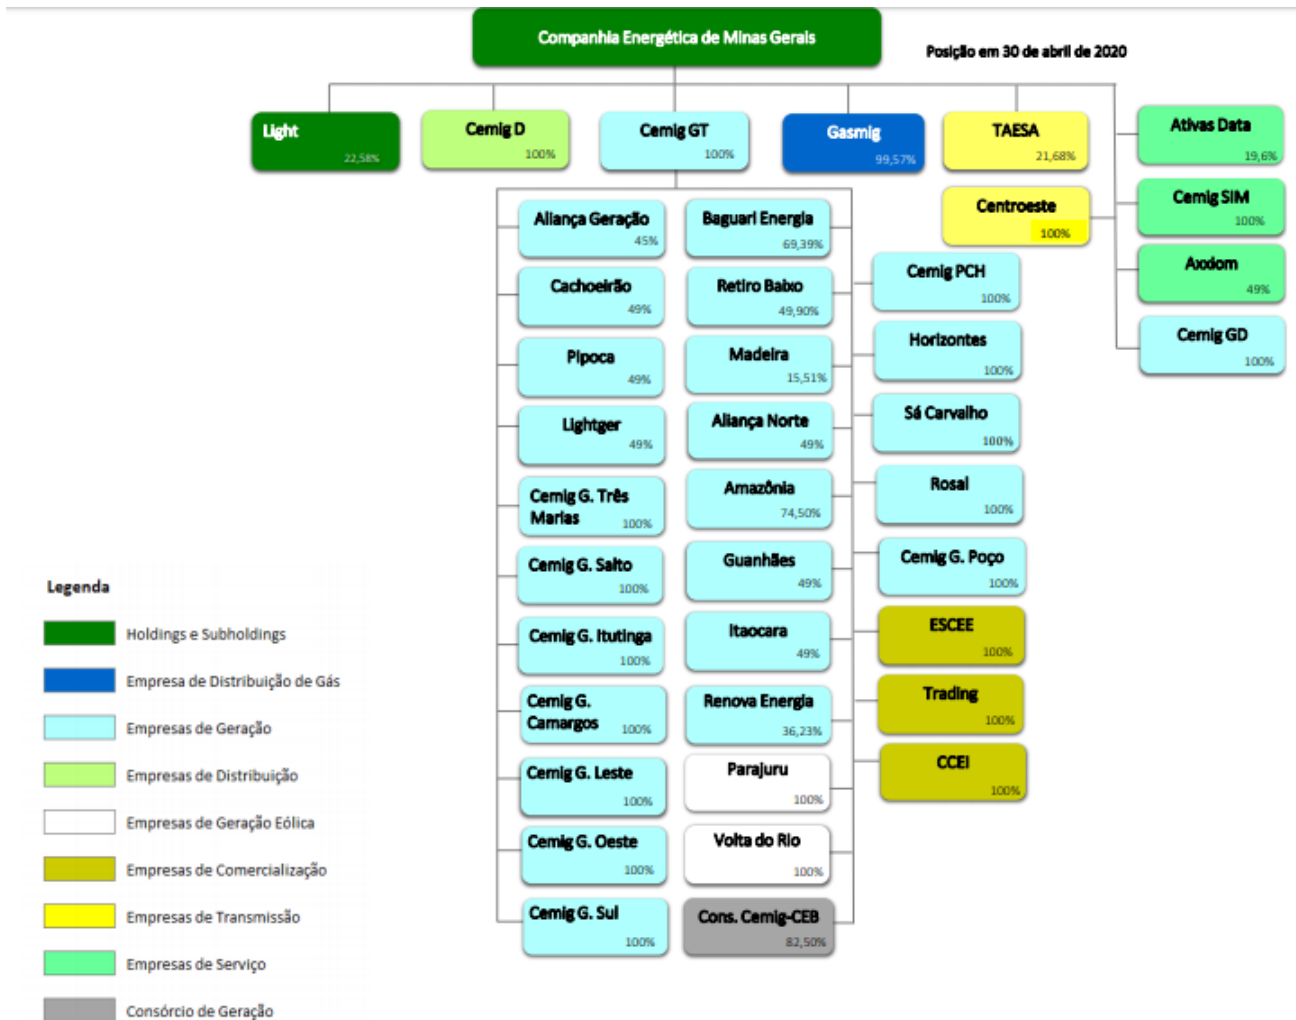 Companhia Energética de Minas Gerais
Posição em 30 de abril de 2020
Light
22,58%
Cemig D
100%
Cemig GT
100%
Gasmig
99,57%
TAESA
21,68%
Ativas Data
19,6%
Centroeste
100%
Cemig SIM
100%
Axxiom
49%
Cemig GD
100%
Aliança Geração
45%
Cachoeirão
49%
Pipoca
49%
Lightger
49%
Cemig G. Três
Marias
100%
Cemig G. Salto
100%
Cemig G. Itutinga
100%
Cemig G.
Camargos
100%
Cemig G. Leste
100%
Cemig G. Oeste
100%
Cemig G. Sul
100%
Baguari Energia
69,39%
Retiro Baixo
49,90%
Madeira
15,51%
Aliança Norte
49%
Amazônia
74,50%
Guanhães
49%
Itaocara
49%
Renova Energia
36,23%
Parajuru
100%
Volta do Rio
100%
Cons. Cemig-CEB
82,50%
Cemig PCH
100%
Horizontes
100%
Sá Carvalho
100%
Rosal
100%
Cemig G. Poço
100%
ESCEE
100%
Trading
100%
CCEI
100%
Legenda
Holdings e Subholdings
Empresa de Distribuição de Gás
Empresas de Geração
Empresas de Distribuição
Empresas de Geração Eólica
Empresas de Comercialização
Empresas de Transmissão
Empresas de Serviço
Consórcio de Geração